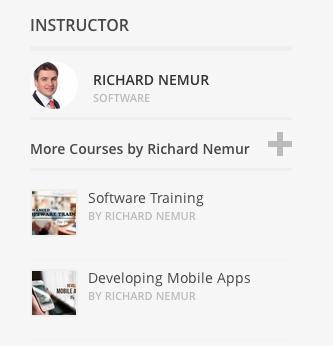 INSTRUCTOR
RICHARD NEMUR
SOFTWARE
More Courses by Richard Nemur
Software Training
BY RICHARD NEMUR
Developing Mobile Apps
BY RICHARD NEMUR